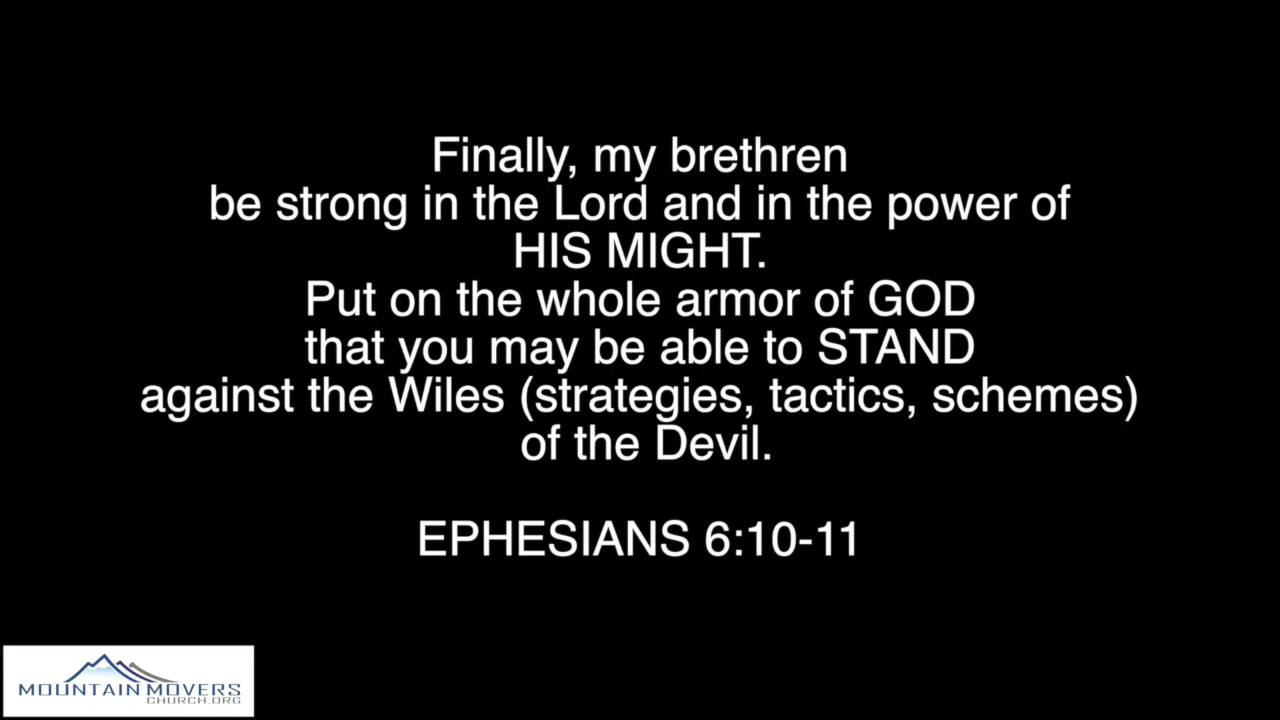 Finally, my brethren
be strong in the Lord and in the power of
HIS MIGHT.
Put on the whole armor of GOD
that you may be able to STAND
against the Wiles (strategies, tactics, schemes)
of the Devil.
EPHESIANS 6:10-11
MOUNTAIN MOVERS
CHURCH.ORG